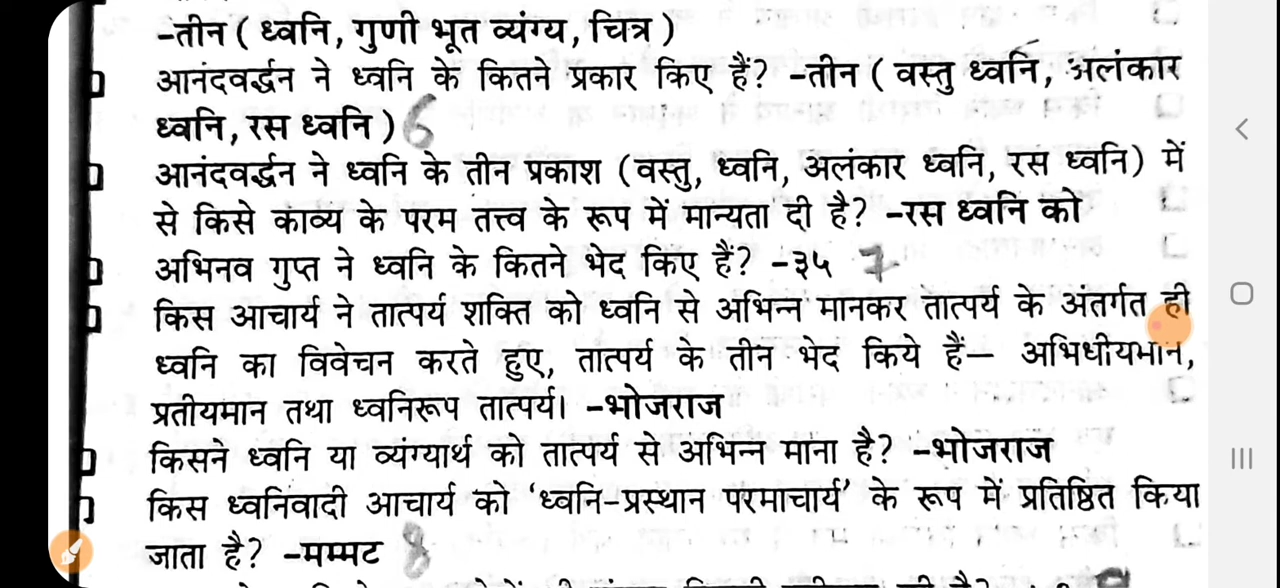 -तीन ( ध्वनि, गुणी भूत व्यंग्य, चित्र )
आनंदवर्द्धन ने ध्वनि के कितने प्रकार किए हैं? -तीन ( वस्तु ध्वनि, अलंकार
ध्वनि, रस ध्वनि ) 6
आनंदवर्द्धन ने ध्वनि के तीन प्रकाश (वस्तु, ध्वनि, अलंकार ध्वनि, रस ध्वनि) में
से किसे काव्य के परम तत्त्व के रूप में मान्यता दी है? -रस ध्वनि को
अभिनव गुप्त ने ध्वनि के कितने भेद किए हैं? -३५ 7
किस आचार्य ने तात्पर्य शक्ति को ध्वनि से अभिन्न मानकर तात्पर्य के अंतर्गत ही
ध्वनि का विवेचन करते हुए, तात्पर्य के तीन भेद किये हैं— अभिधीयमान,
प्रतीयमान तथा ध्वनिरूप तात्पर्य। -भोजराज
किसने ध्वनि या व्यंग्यार्थ को तात्पर्य से अभिन्न माना है? -भोजराज
किस ध्वनिवादी आचार्य को 'ध्वनि-प्रस्थान परमाचार्य' के रूप में प्रतिष्ठित किया
जाता है? -मम्मट 8